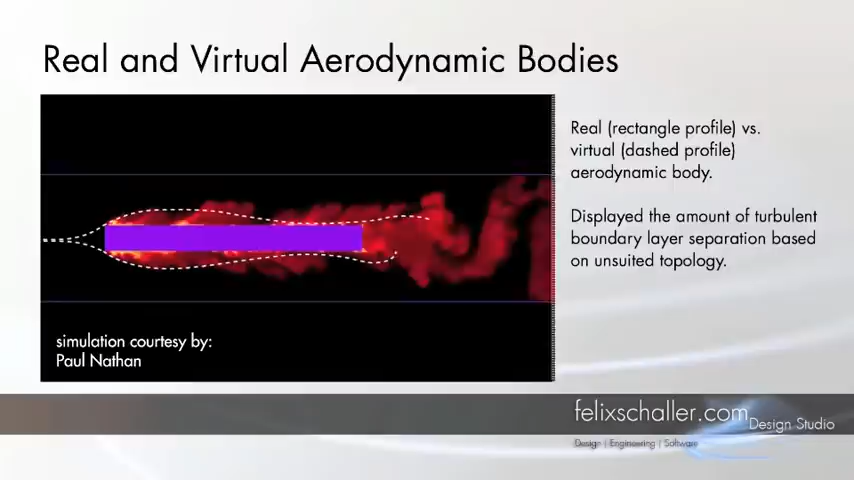 Real and Virtual Aerodynamic Bodies
Real (rectangle profile) vs.
virtual (dashed profile)
aerodynamic body.
Displayed the amount of turbulent
boundary layer separation based
on unsuited topology.
simulation courtesy by:
Paul Nathan
felixschaller.com
Design Studio
Design | Engineering | Software